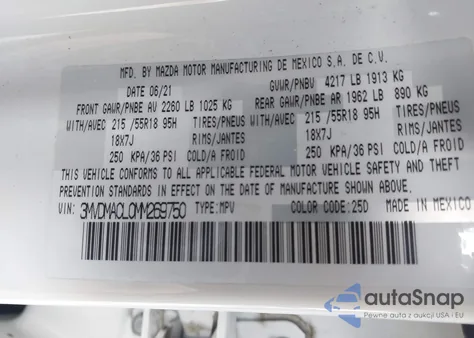 MFD. BY MAZDA MOTOR MANUFACTURING DE MEXICO S.A. DE C.V.
DATE 06/21 GVWR/PNBV 4217 LB 1913 KG
FRONT GAWR/PNBE AV 2260 LB 1025 KG REAR GAWR/PNBE AR 1962 LB 890 KG
WITH/AVEC 215 /55R18 95H WITH/AVEC 215 /55R18 95H
18X7J RIMS/JANTES 18X7J RIMS/JANTES
250 KPA/36 PSI COLD/A FROID 250 KPA/36 PSI COLD/A FROID
THIS VEHICLE CONFORMS TO ALL APPLICABLE FEDERAL MOTOR VEHICLE SAFETY AND THEFT
PREVENTION STANDARDS IN EFFECT ON THE DATE OF MANUFACTURE SHOWN ABOVE.
VIN: 3MVDMACL0MM269750 TYPE: MPV COLOR CODE: 25D MADE IN MEXICO
autoSnap
Pewne auta z aukcji USA i EU